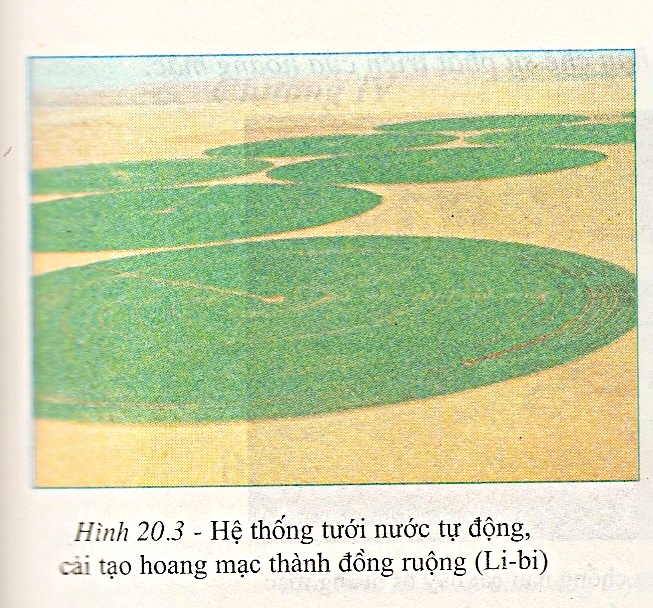 Hình 20.3 - Hệ thống tưới nước tự động,
cải tạo hoang mạc thành đồng ruộng (Li-bi)